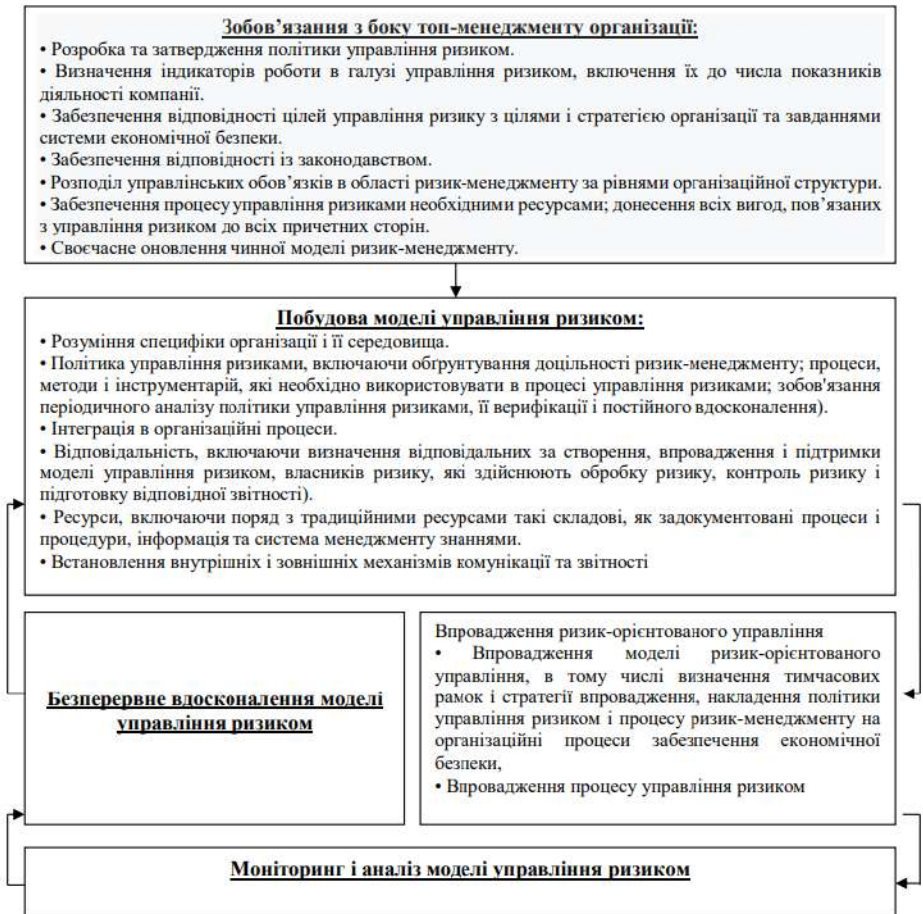 Зобов’язання з боку топ-менеджменту організації:
• Розробка та затвердження політики управління ризиком.
• Визначення індикаторів роботи в галузі управління ризиком, включення їх до числа показників
діяльності компанії.
• Забезпечення відповідності цілей управління ризику з цілями і стратегією організації та завданнями
системи економічної безпеки.
• Забезпечення відповідності із законодавством.
• Розподіл управлінських обов’язків в області ризик-менеджменту за рівнями організаційної структури.
• Забезпечення процесу управління ризиками необхідними ресурсами; донесення всіх вигод, пов’язаних
з управління ризиком до всіх причетних сторін.
• Своєчасне оновлення чинної моделі ризик-менеджменту.
Побудова моделі управління ризиком:
• Розуміння специфіки організації і її середовища.
• Політика управління ризиками, включаючи обґрунтування доцільності ризик-менеджменту; процеси,
методи і інструментарій, які необхідно використовувати в процесі управління ризиками; зобов'язання
періодичного аналізу політики управління ризиками, її верифікації і постійного вдосконалення).
• Інтеграція в організаційні процеси.
• Відповідальність, включаючи визначення відповідальних за створення, впровадження і підтримки
моделі управління ризиком, власників ризику, які здійснюють обробку ризику, контроль ризику і
підготовку відповідної звітності).
• Ресурси, включаючи поряд з традиційними ресурсами такі складові, як задокументовані процеси і
процедури, інформація та система менеджменту знаннями.
• Встановлення внутрішніх і зовнішніх механізмів комунікації та звітності
Безперервне вдосконалення моделі
управління ризиком
Впровадження ризик-орієнтованого управління
• Впровадження моделі ризик-орієнтованого
управління, в тому числі визначення тимчасових
рамок і стратегії впровадження, накладення політики
управління ризиком і процесу ризик-менеджменту на
організаційні процеси забезпечення економічної
безпеки,
• Впровадження процесу управління ризиком
Моніторинг і аналіз моделі управління ризиком